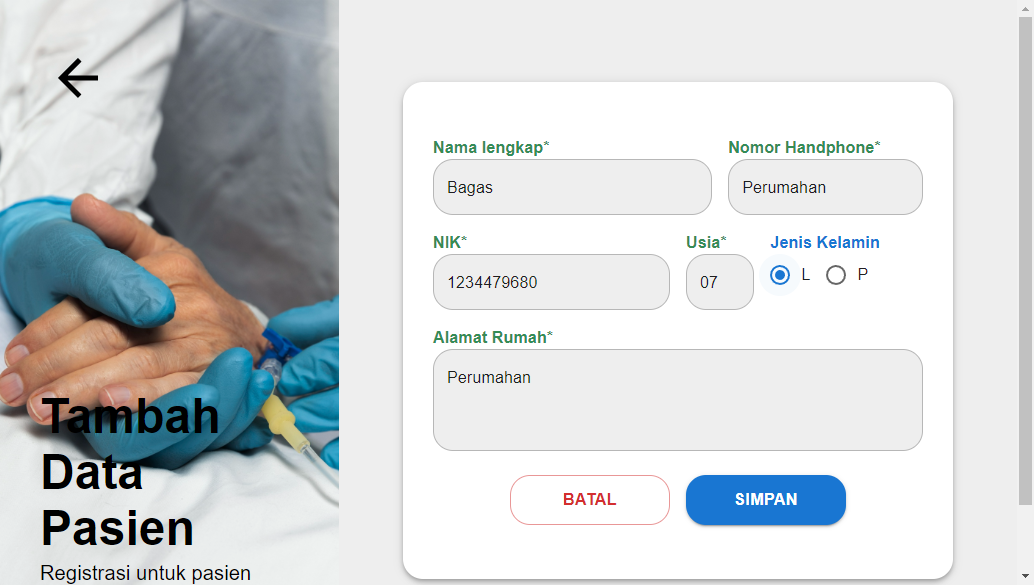 Tambah
Data
Pasien
Registrasi untuk pasien
Nama lengkap*
Nomor Handphone*
Bagas
Perumahan
NIK*
Usia*
Jenis Kelamin
1234479680
07
L
P
Alamat Rumah*
Perumahan
BATAL
SIMPAN